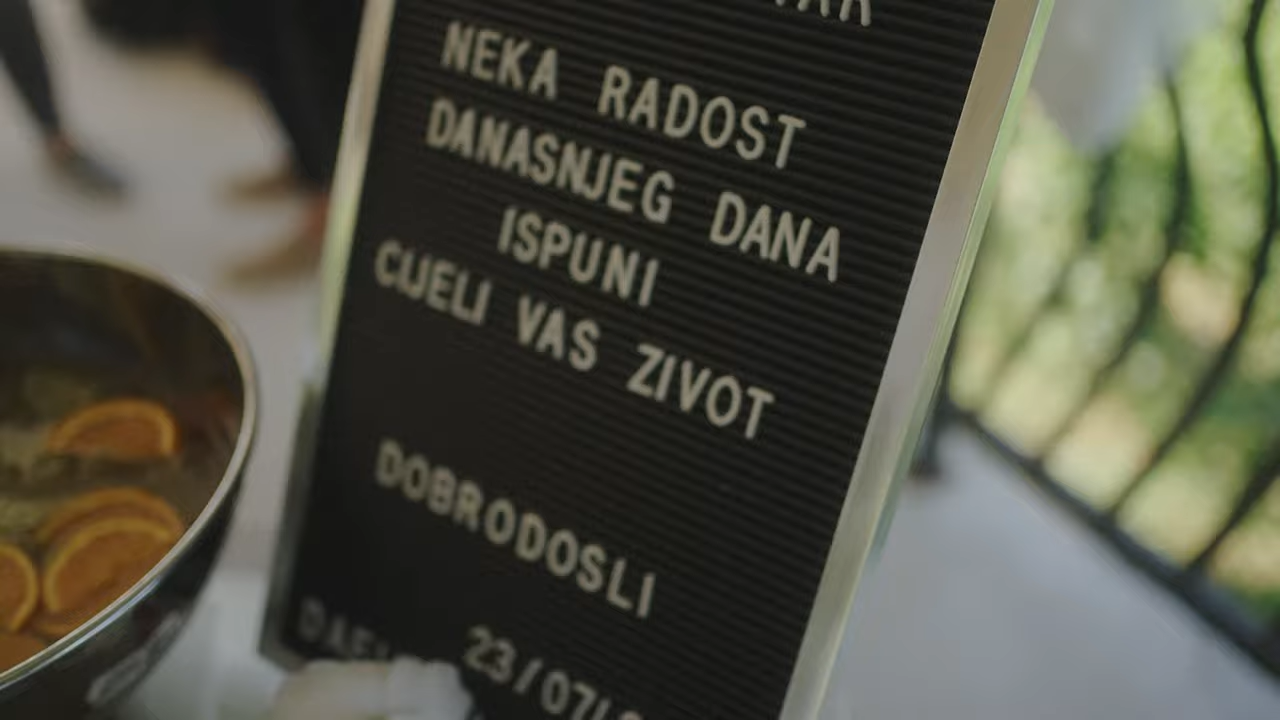 NEKA RADOST
DANASNJEG DANA
ISPUNI
CIJELI VAS ZIVOT
DOBRODOSLI
23/07/